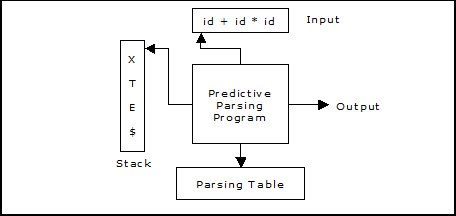 id + id * id
Input
X
T
E
$
Stack
Predictive
Parsing
Program
Output
Parsing Table